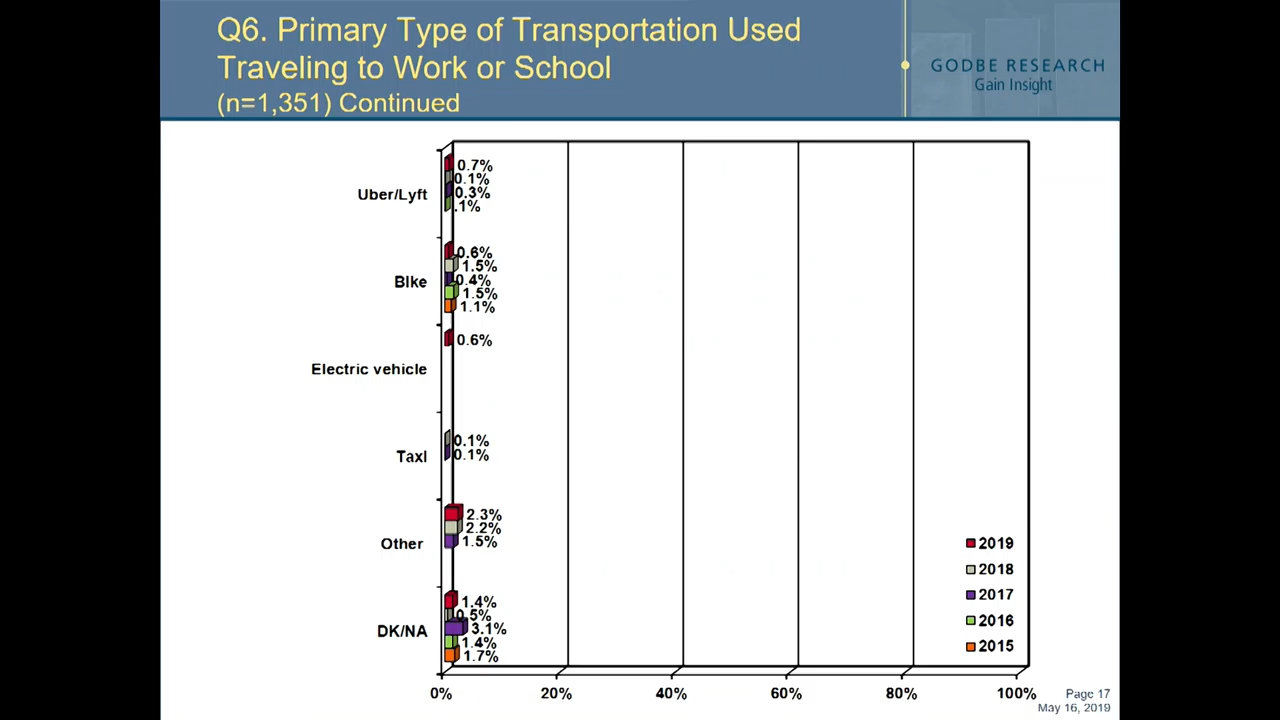 Q6. Primary Type of Transportation Used
Traveling to Work or School
(n=1,351) Continued
GODBE RESEARCH
Gain Insight
Uber/Lyft
0.7%
0.1%
0.3%
.1%
Bike
0.6%
1.5%
0.4%
1.5%
1.1%
Electric vehicle
0.6%
Taxi
0.1%
0.1%
Other
2.3%
2.2%
1.5%
DK/NA
1.4%
0.5%
3.1%
1.4%
1.7%
2019
2018
2017
2016
2015
0% 20% 40% 60% 80% 100%
Page 17
May 16, 2019